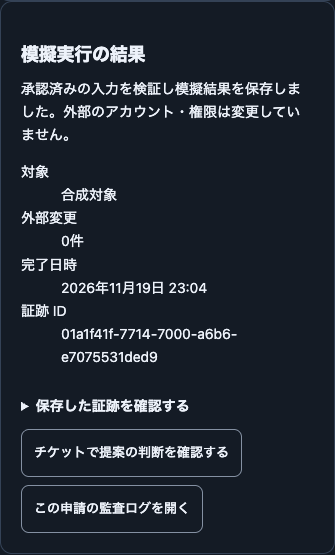 模擬実行の結果
承認済みの入力を検証し模擬結果を保存しま
した。外部のアカウント・権限は変更してい
ません。
対象
合成対象
外部変更
0件
完了日時
2026年11月19日 23:04
証跡 ID
01a1f41f-7714-7000-a6b6-
e7075531ded9
▶ 保存した証跡を確認する
チケットで提案の判断を確認する
この申請の監査ログを開く